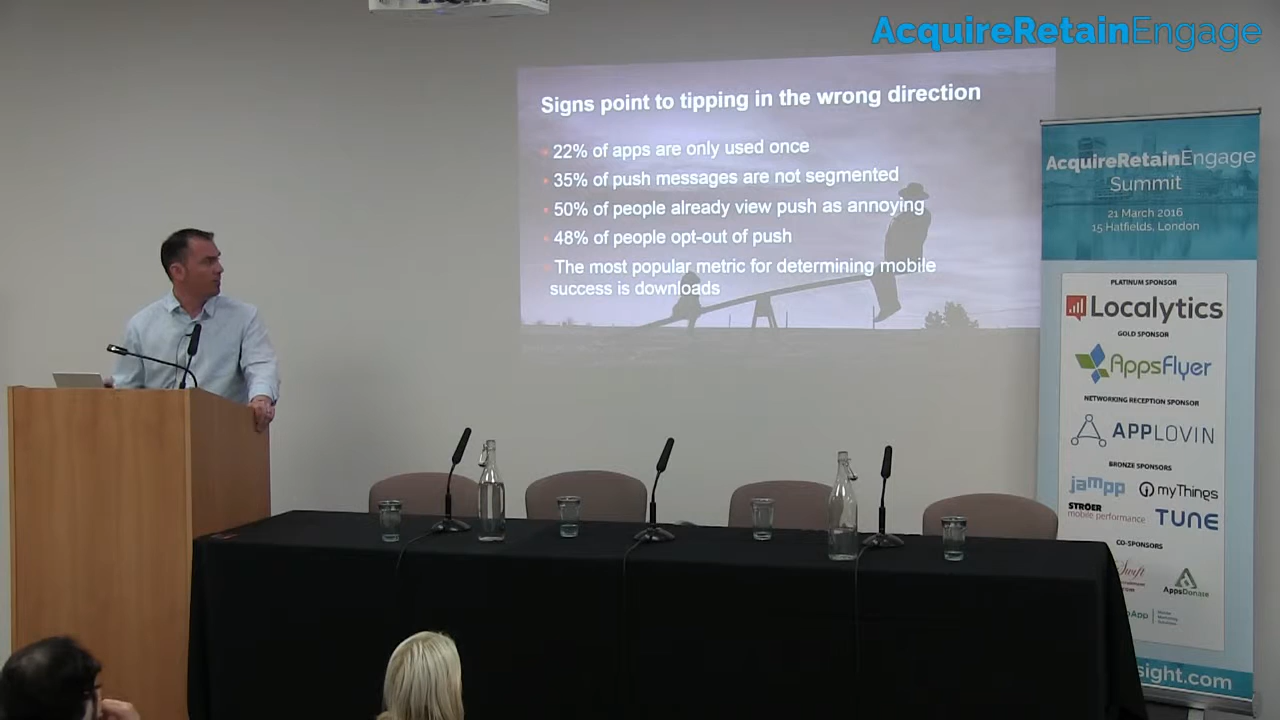 AcquireRetainEngage
Signs point to tipping in the wrong direction
22% of apps are only used once
35% of push messages are not segmented
50% of people already view push as annoying
48% of people opt-out of push
The most popular metric for determining mobile
success is downloads
AcquireRetainEngage
Summit
21 March 2016
15 Hatfields, London
PLATINUM SPONSOR
Localytics
GOLD SPONSOR
AppsFlyer
NETWORKING RECEPTION SPONSOR
APPLOVIN
BRONZE SPONSORS
jampp
myThings
STRÖER
mobile performance
TUNE
CO-SPONSORS
Swift
AppsDonate
App
sight.com